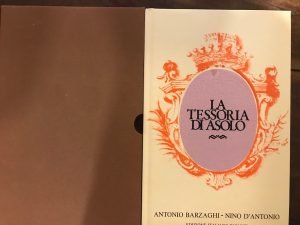 LA
TESSORIA
DI ASOLO
ANTONIO BARZAGHI - NINO D'ANTONIO